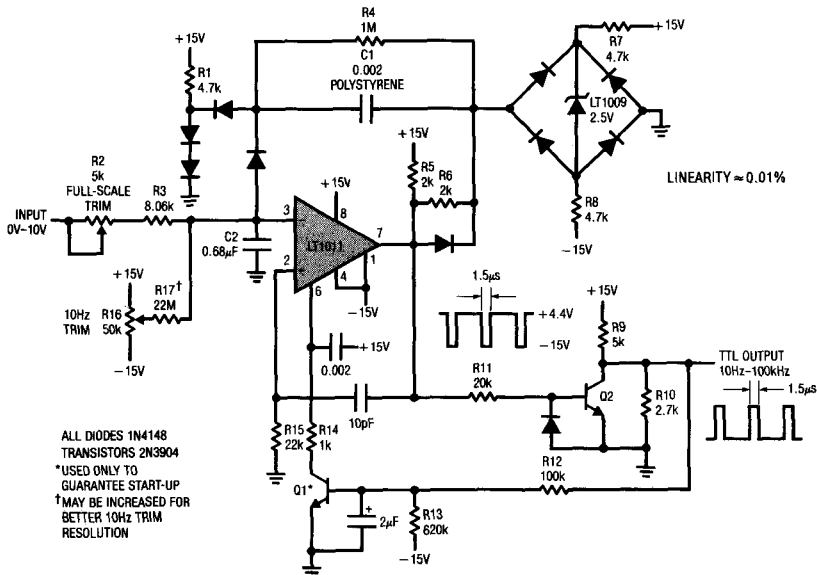 R4
1M
C1
0.002
POLYSTYRENE
+15V
R1
4.7k
R7
4.7k
+15V
LT1009
2.5V
R8
4.7k
−15V
LINEARITY ≈ 0.01%
R2
5k
FULL-SCALE
TRIM
R3
8.06k
INPUT
0V–10V
+15V
R5
2k
R6
2k
+15V
3
8
−
LT1011
7
2
+
4
1
6
−15V
C2
0.68µF
+15V
10Hz
TRIM
R16
50k
R17†
22M
−15V
+15V
0.002
1.5µs
+4.4V
−15V
+15V
R9
5k
TTL OUTPUT
10Hz–100kHz
1.5µs
R11
20k
Q2
R10
2.7k
10pF
R15
22k
R14
1k
R12
100k
Q1*
+
2µF
R13
620k
−15V
ALL DIODES 1N4148
TRANSISTORS 2N3904
*USED ONLY TO
GUARANTEE START-UP
†MAY BE INCREASED FOR
BETTER 10Hz TRIM
RESOLUTION